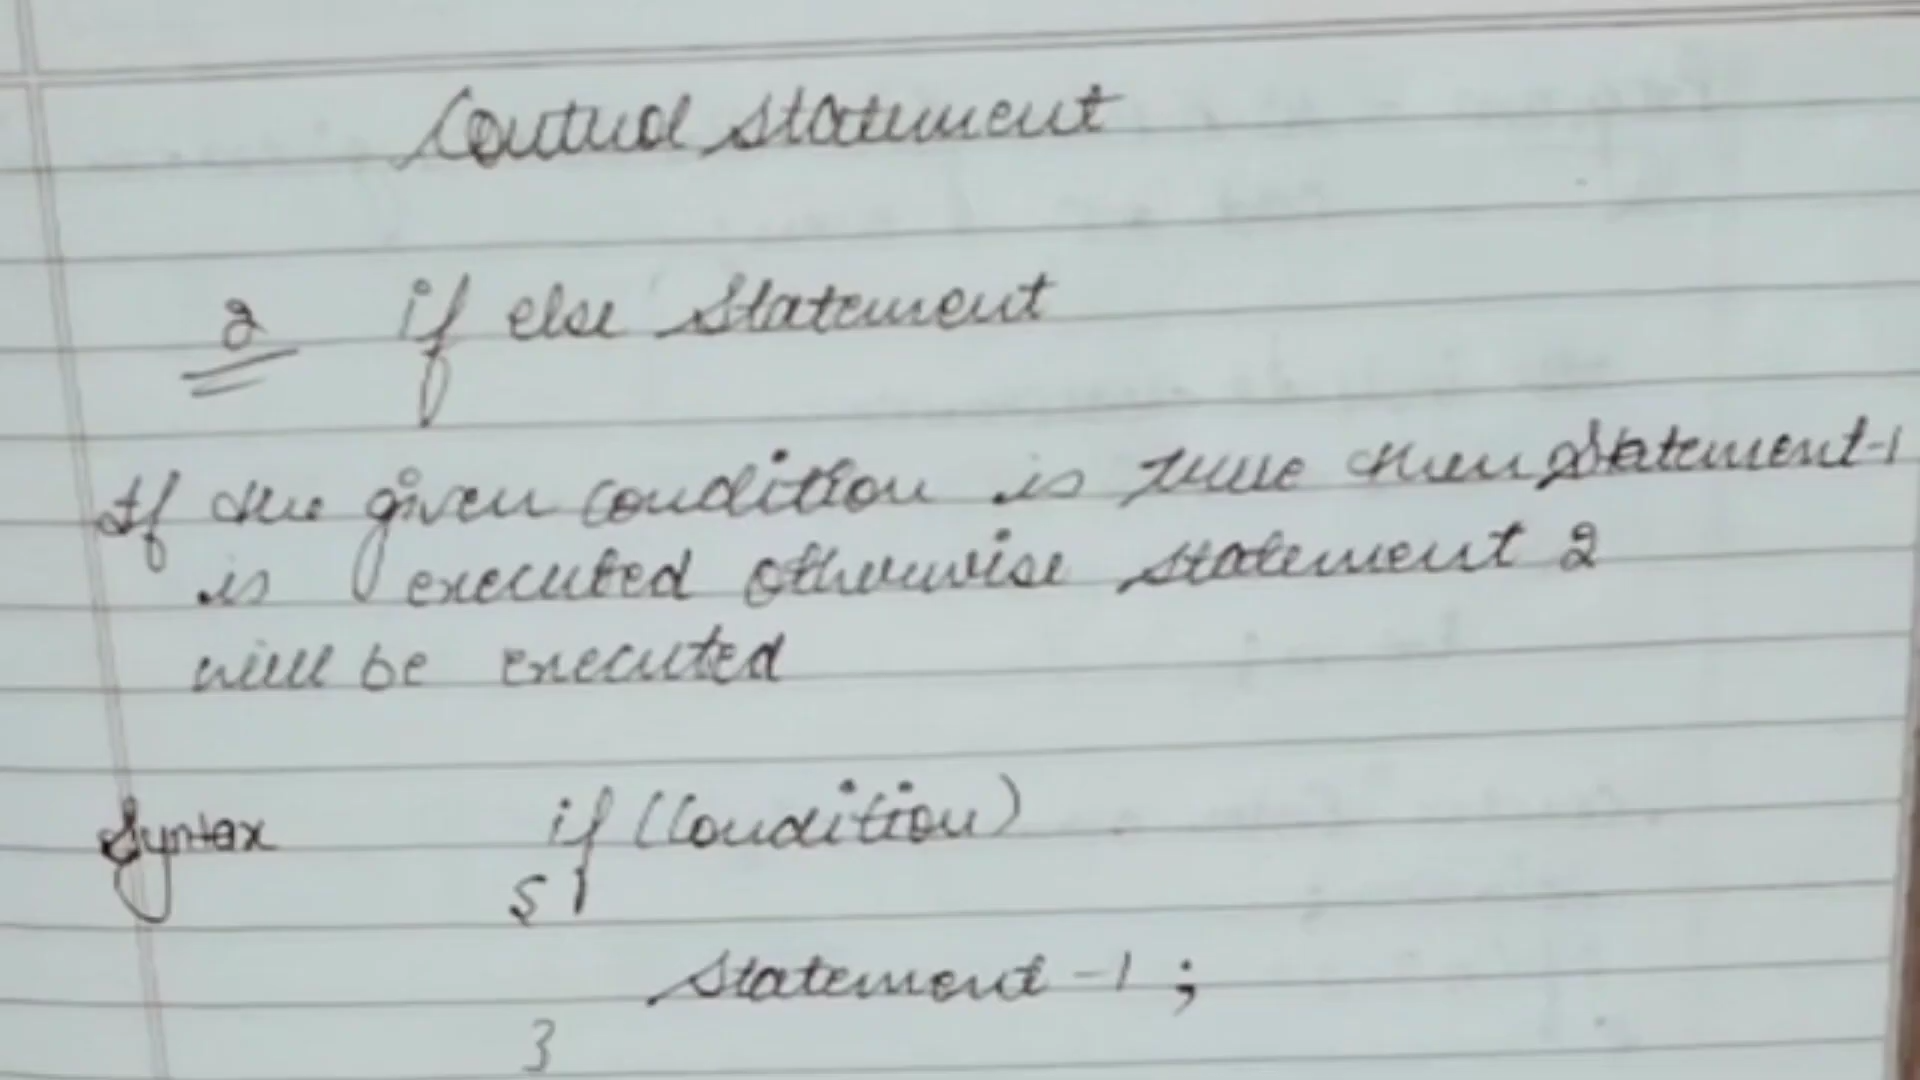 Control statement
2 if else Statement
If the given condition is true then Statement-1
is executed otherwise statement 2
will be executed
Syntax if (Condition)
{
Statement-1;
}